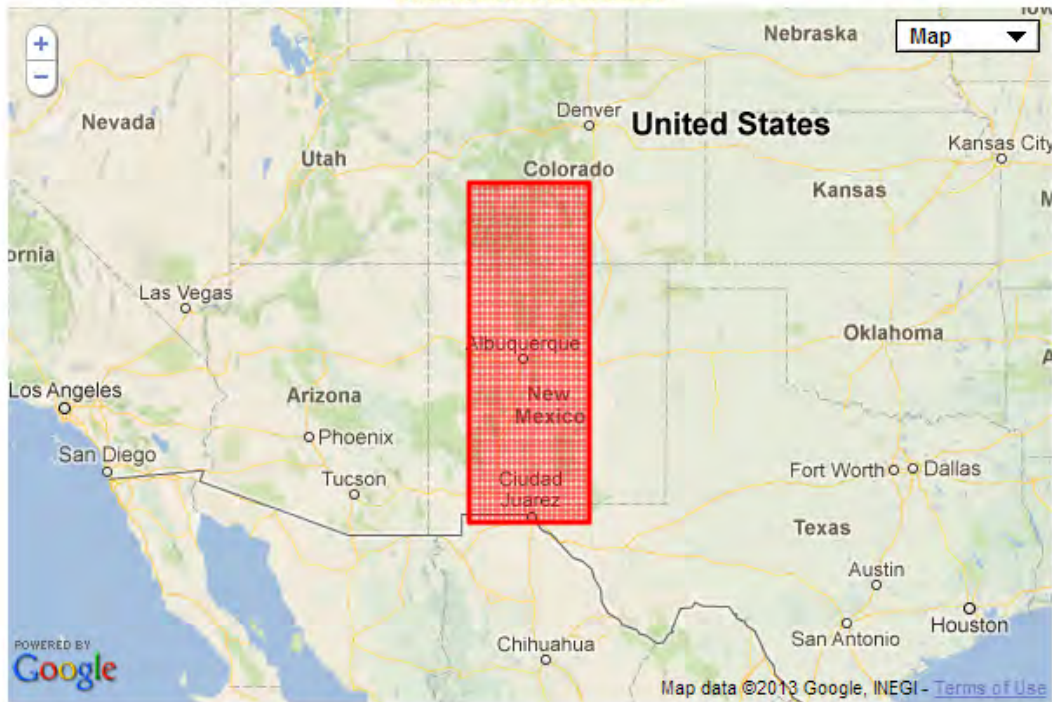 Nebraska
Map
+
−
Denver
United States
Nevada
Kansas City
Utah
Colorado
Kansas
ornia
Las Vegas
Albuquerque
Oklahoma
Los Angeles
Arizona
New
Mexico
Phoenix
San Diego
Fort Worth
Dallas
Tucson
Ciudad
Juarez
Texas
Austin
Houston
San Antonio
Chihuahua
POWERED BY
Google
Map data ©2013 Google, INEGI - Terms of Use